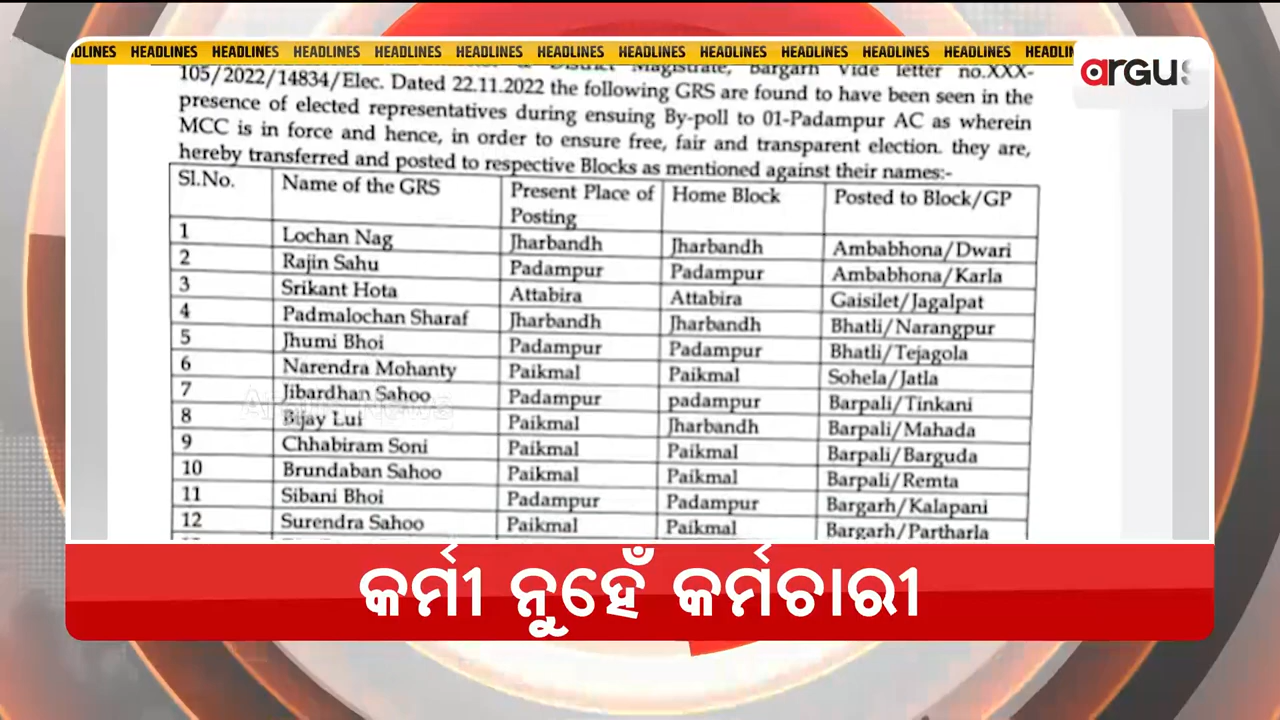 HEADLINES HEADLINES HEADLINES HEADLINES HEADLINES HEADLINES HEADLINES HEADLINES HEADLINES HEADLINES HEADLINES
argus
District Magistrate, Bargarh Vide letter no.XXX-
105/2022/14834/Elec. Dated 22.11.2022 the following GRS are found to have been seen in the
presence of elected representatives during ensuing By-poll to 01-Padampur AC as wherein
MCC is in force and hence, in order to ensure free, fair and transparent election. they are,
hereby transferred and posted to respective Blocks as mentioned against their names:-
Sl.No. Name of the GRS Present Place of Posting Home Block Posted to Block/GP
1 Lochan Nag Jharbandh Jharbandh Ambabhona/Dwari
2 Rajin Sahu Padampur Padampur Ambabhona/Karla
3 Srikant Hota Attabira Attabira Gaisilet/Jagalpat
4 Padmalochan Sharaf Jharbandh Jharbandh Bhatli/Narangpur
5 Jhumi Bhoi Padampur Padampur Bhatli/Tejagola
6 Narendra Mohanty Paikmal Paikmal Sohela/Jatla
7 Jibardhan Sahoo Padampur padampur Barpali/Tinkani
8 Bijay Lui Paikmal Jharbandh Barpali/Mahada
9 Chhabiram Soni Paikmal Paikmal Barpali/Barguda
10 Brundaban Sahoo Paikmal Paikmal Barpali/Remta
11 Sibani Bhoi Padampur Padampur Bargarh/Kalapani
12 Surendra Sahoo Paikmal Paikmal Bargarh/Partharla
କର୍ମୀ ନୁହେଁ କର୍ମଚାରୀ